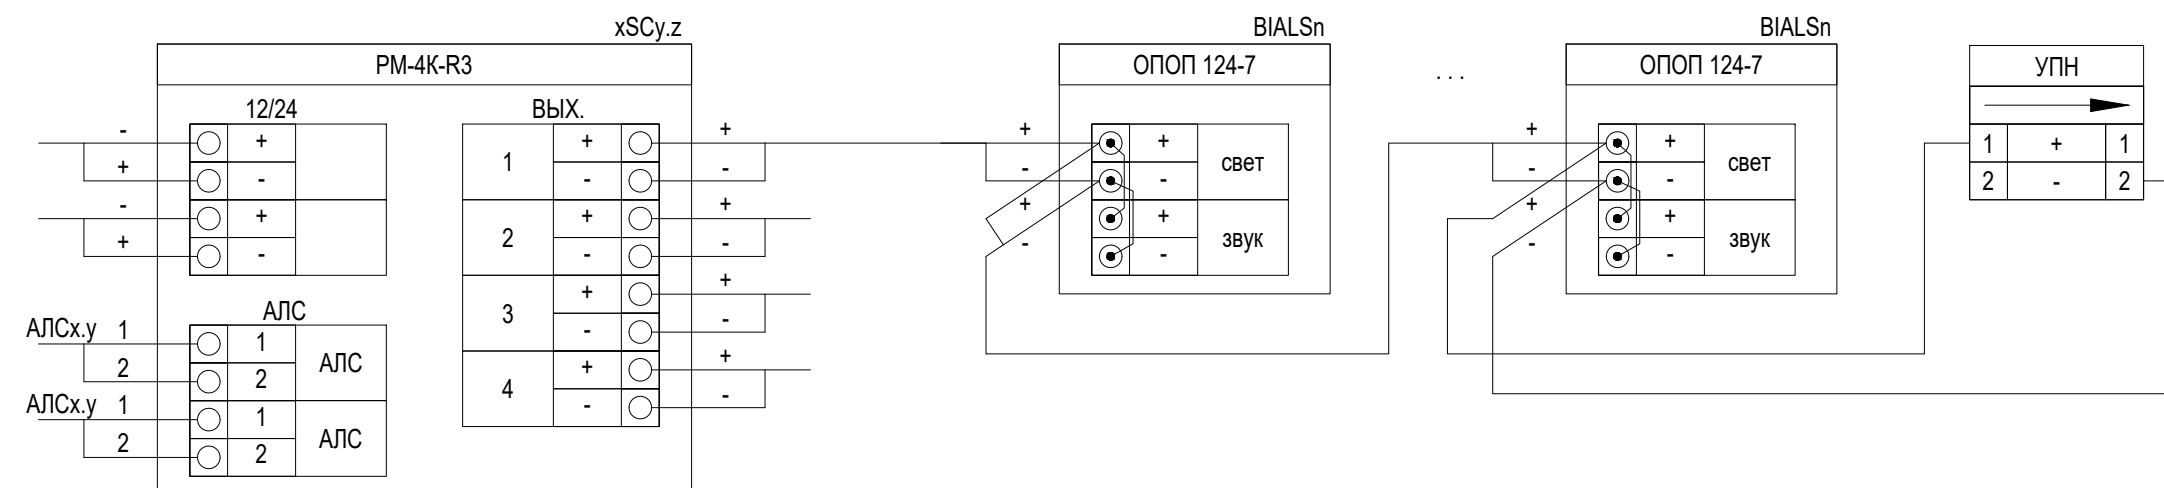 xSCy.z
BIALSn
BIALSn
РМ-4К-R3
ОПОП 124-7
. . .
ОПОП 124-7
УПН
12/24
ВЫХ.
- + 
+ -
- +
+ -
1 + +
- -
2 + +
- -
3 + +
- -
4 + +
- -
+ + свет
- -
+ + звук
- -
+ + свет
- -
+ + звук
- -
1 + 1
2 - 2
АЛС
АЛСх.у 1 1 АЛС
2 2
АЛСх.у 1 1 АЛС
2 2